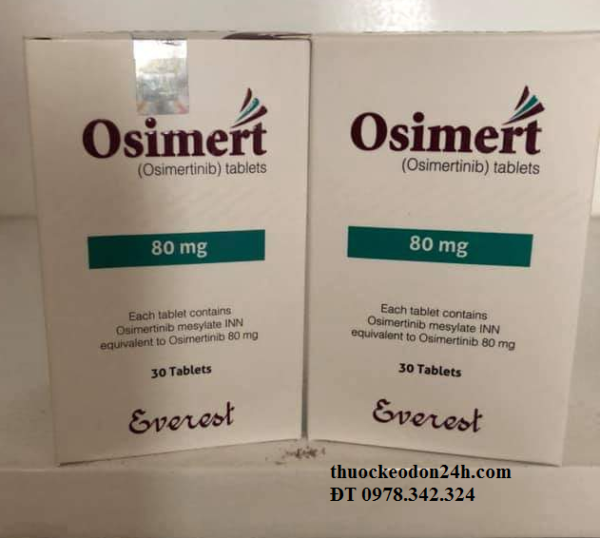 Osimert
(Osimertinib) tablets
80 mg
Each tablet contains
Osimertinib mesylate INN
equivalent to Osimertinib 80 mg
30 Tablets
Everest
Osimert
(Osimertinib) tablets
80 mg
Each tablet contains
Osimertinib mesylate INN
equivalent to Osimertinib 80 mg
30 Tablets
Everest
thuockeodon24h.com
ĐT 0978.342.324